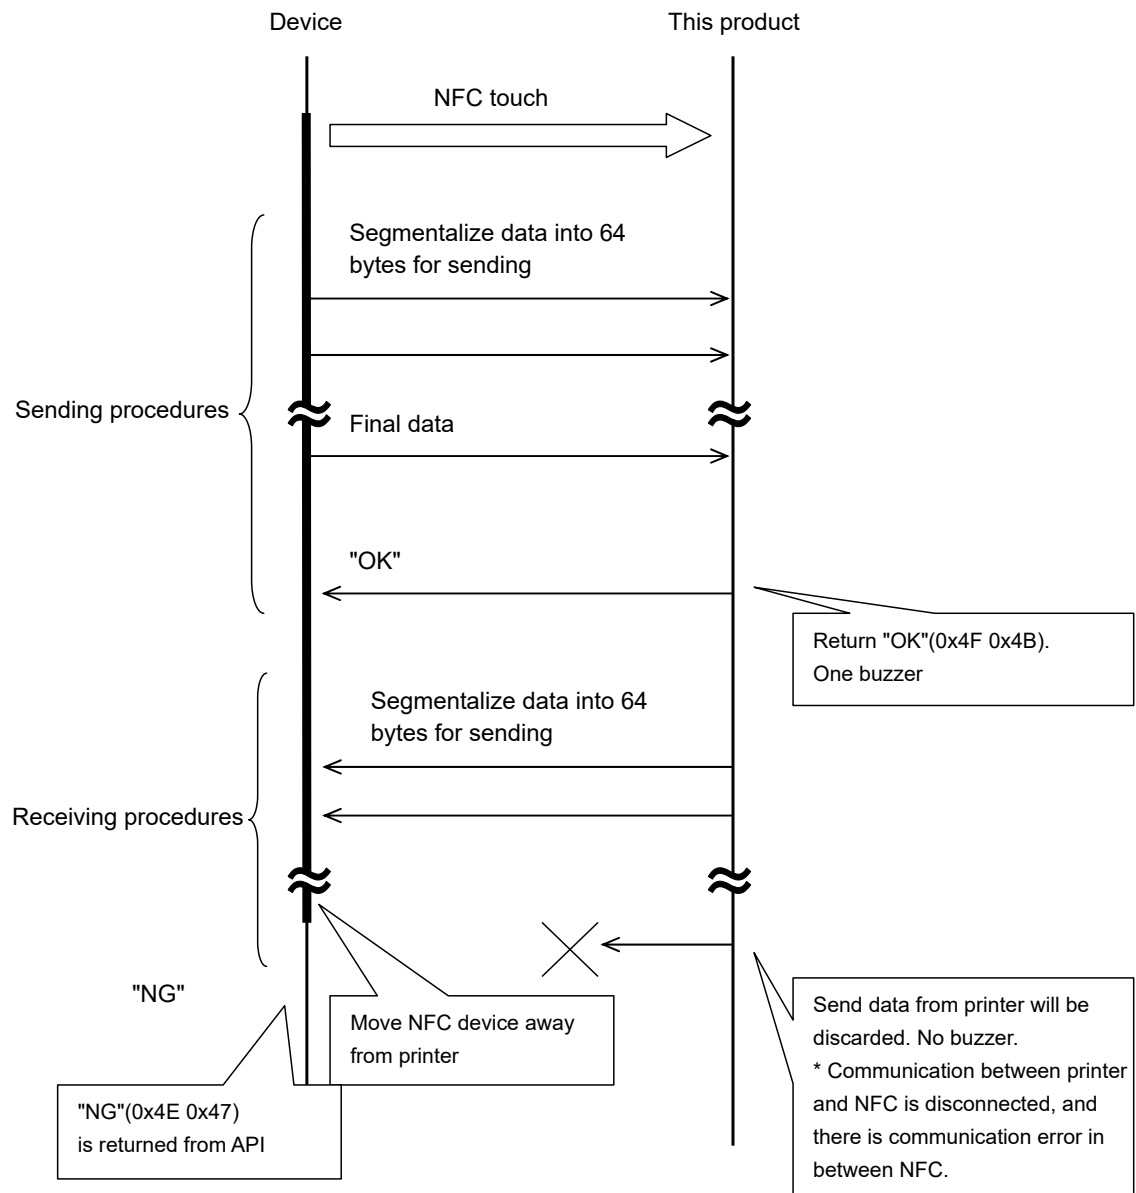 Device
This product
NFC touch
Segmentalize data into 64
bytes for sending
Sending procedures
Final data
"OK"
Return "OK"(0x4F 0x4B).
One buzzer
Segmentalize data into 64
bytes for sending
Receiving procedures
"NG"
Move NFC device away
from printer
Send data from printer will be
discarded. No buzzer.
* Communication between printer
and NFC is disconnected, and
there is communication error in
between NFC.
"NG"(0x4E 0x47)
is returned from API